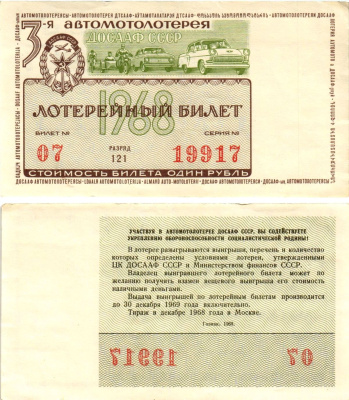 3-я автомотолотерея
ДОСААФ СССР
1968
ЛОТЕРЕЙНЫЙ БИЛЕТ
БИЛЕТ № РАЗРЯД СЕРИЯ №
07 121 19917
СТОИМОСТЬ БИЛЕТА ОДИН РУБЛЬ
УЧАСТВУЯ В АВТОМОТОЛОТЕРЕЕ ДОСААФ СССР, ВЫ СОДЕЙСТВУЕТЕ
УКРЕПЛЕНИЮ ОБОРОНОСПОСОБНОСТИ СОЦИАЛИСТИЧЕСКОЙ РОДИНЫ!
В лотерее разыгрываются выигрыши, перечень и количество
которых определены условиями лотереи, утвержденными
ЦК ДОСААФ СССР и Министерством финансов СССР.
Владелец выигравшего лотерейного билета может по
желанию получить взамен вещевого выигрыша его стоимость
наличными деньгами.
Выдача выигрышей по лотерейным билетам производится
до 30 декабря 1969 года включительно.
Тираж в декабре 1968 года в Москве.
Гознак. 1968.
19917 07